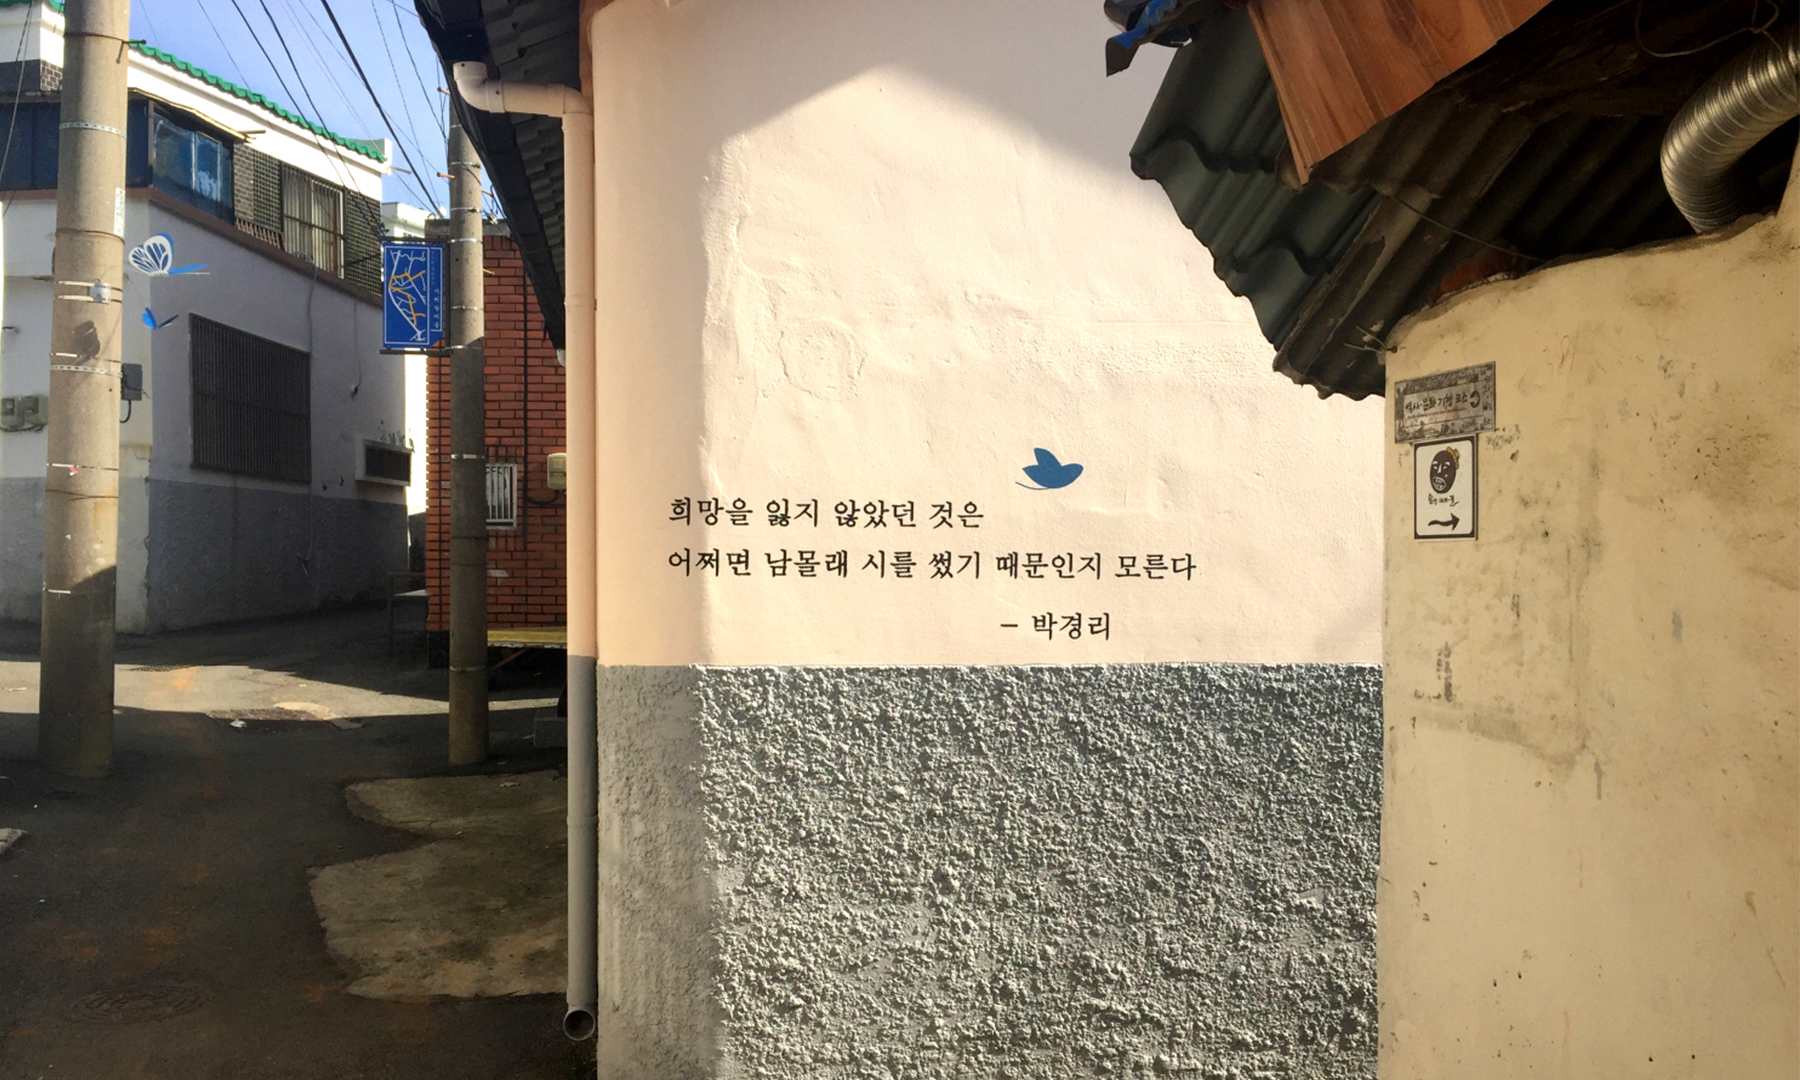 희망을 잃지 않았던 것은
어쩌면 남몰래 시를 썼기 때문인지 모른다
– 박경리